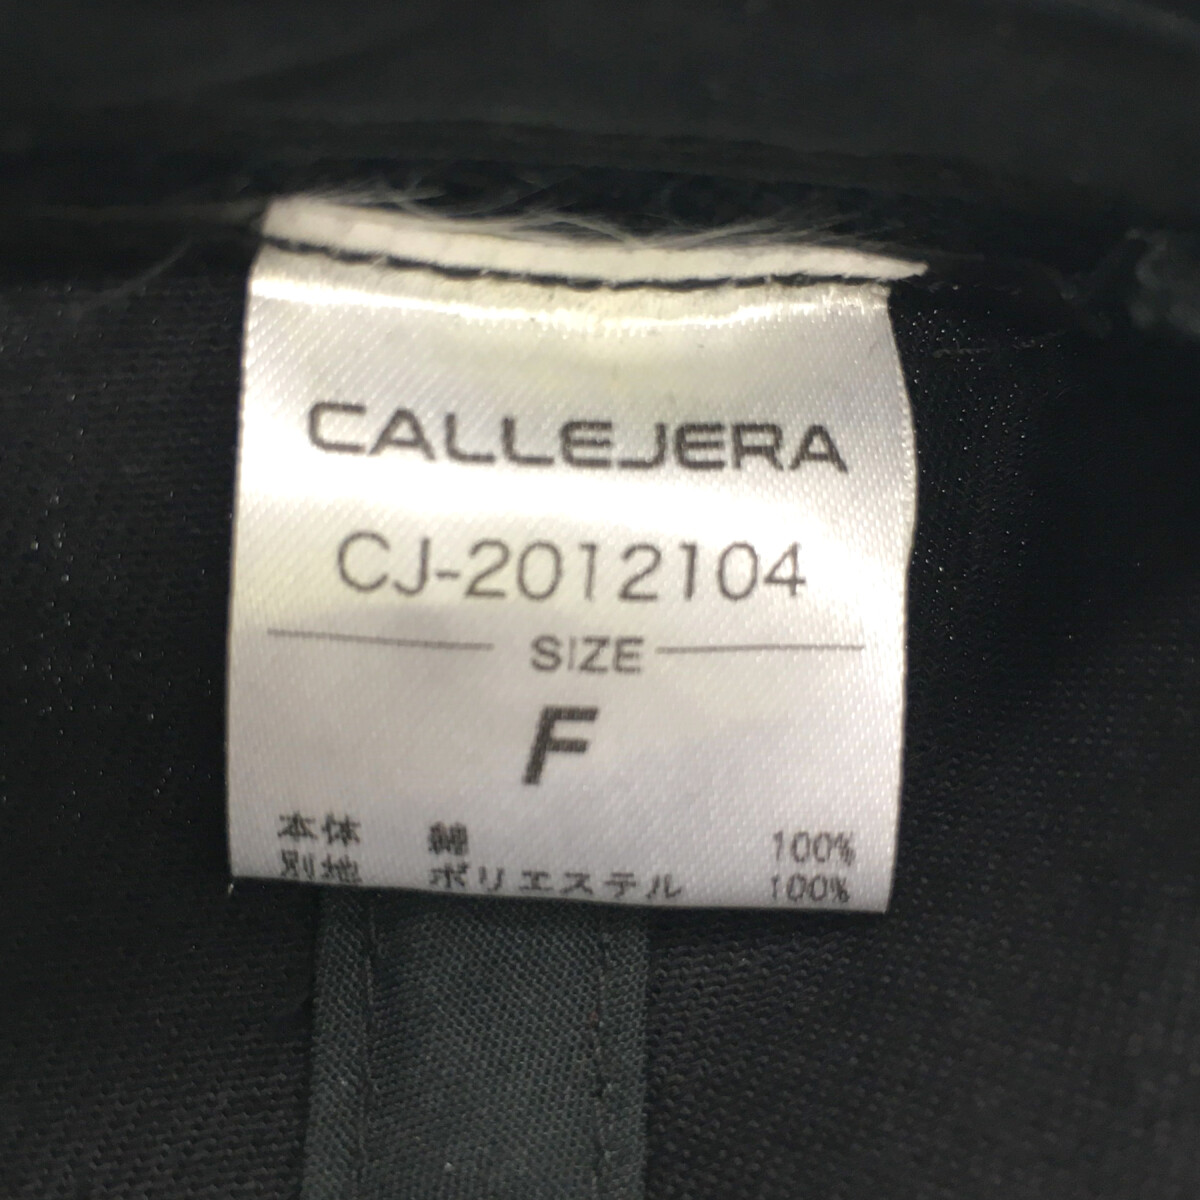 CALLEJERA
CJ-2012104
SIZE
F
本体 綿 100%
別地 ポリエステル 100%